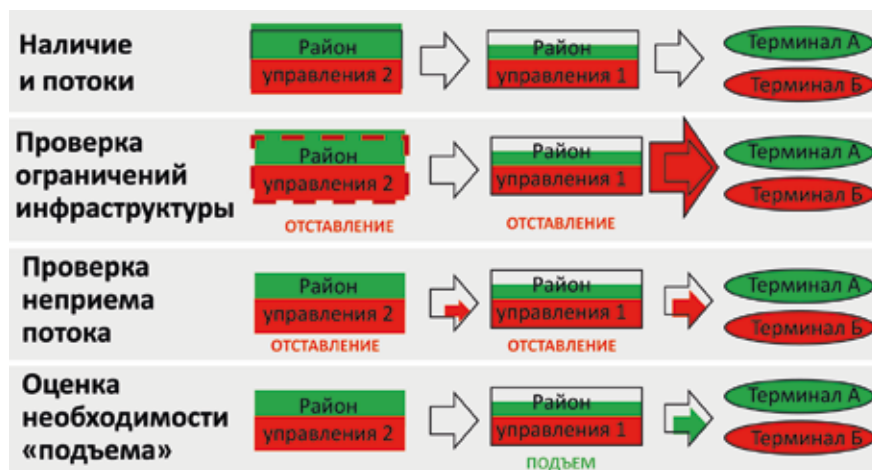 Наличие
и потоки
Район
управления 2
Район
управления 1
Терминал А
Терминал Б
Проверка
ограничений
инфраструктуры
Район
управления 2
ОТСТАВЛЕНИЕ
Район
управления 1
ОТСТАВЛЕНИЕ
Терминал А
Терминал Б
Проверка
неприема
потока
Район
управления 2
ОТСТАВЛЕНИЕ
Район
управления 1
ОТСТАВЛЕНИЕ
Терминал А
Терминал Б
Оценка
необходимости
«подъема»
Район
управления 2
Район
управления 1
ПОДЪЕМ
Терминал А
Терминал Б